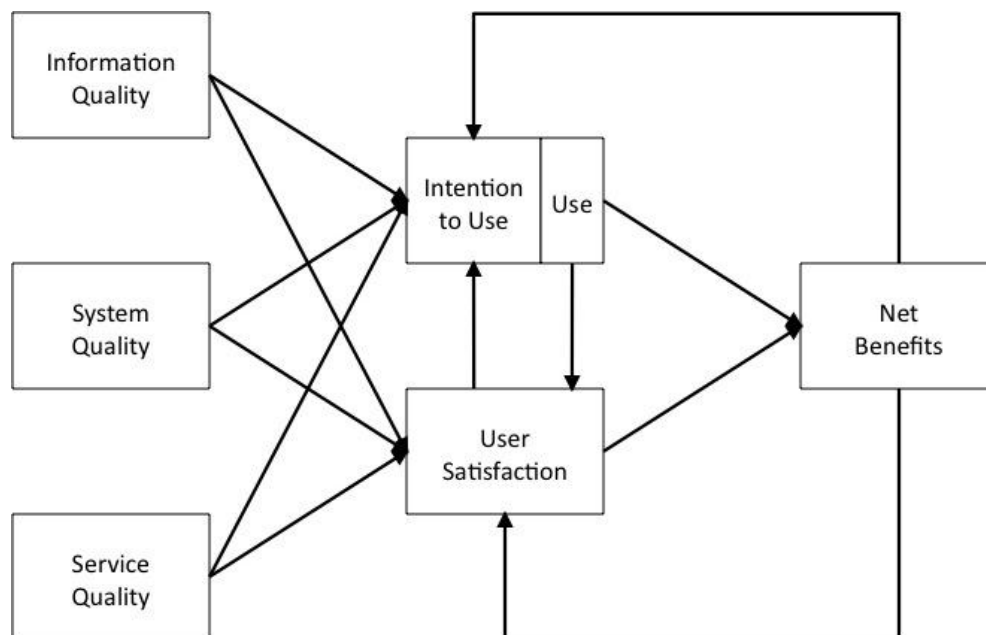 Information
Quality
Intention
to Use
Use
System
Quality
Net
Benefits
User
Satisfaction
Service
Quality